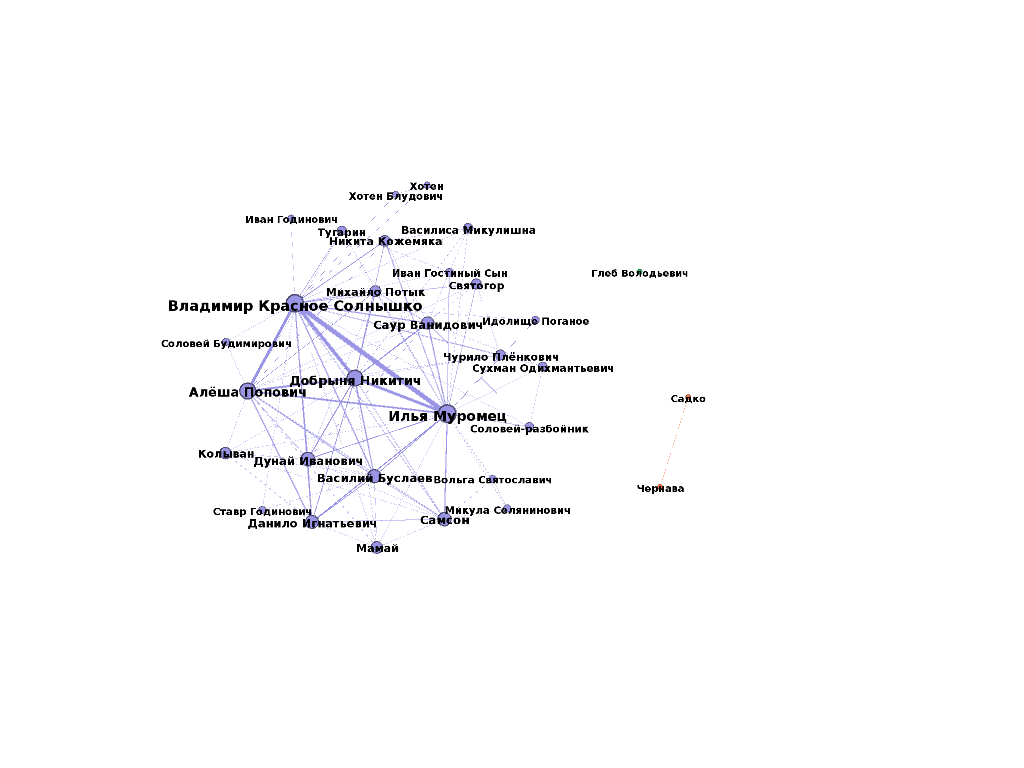 Хотен
Хотен Блудович
Иван Годинович
Тугарин
Василиса Микулишна
Никита Кожемяка
Иван Гостиный Сын
Глеб Володьевич
Святогор
Михайло Потык
Владимир Красное Солнышко
Саур Ванидович
Идолище Поганое
Соловей Будимирович
Чурило Плёнкович
Сухман Одихмантьевич
Добрыня Никитич
Алёша Попович
Садко
Илья Муромец
Соловей-разбойник
Колыван
Дунай Иванович
Василий Буслаев
Вольга Святославич
Чернава
Ставр Годинович
Микула Селянинович
Данило Игнатьевич
Самсон
Мамай